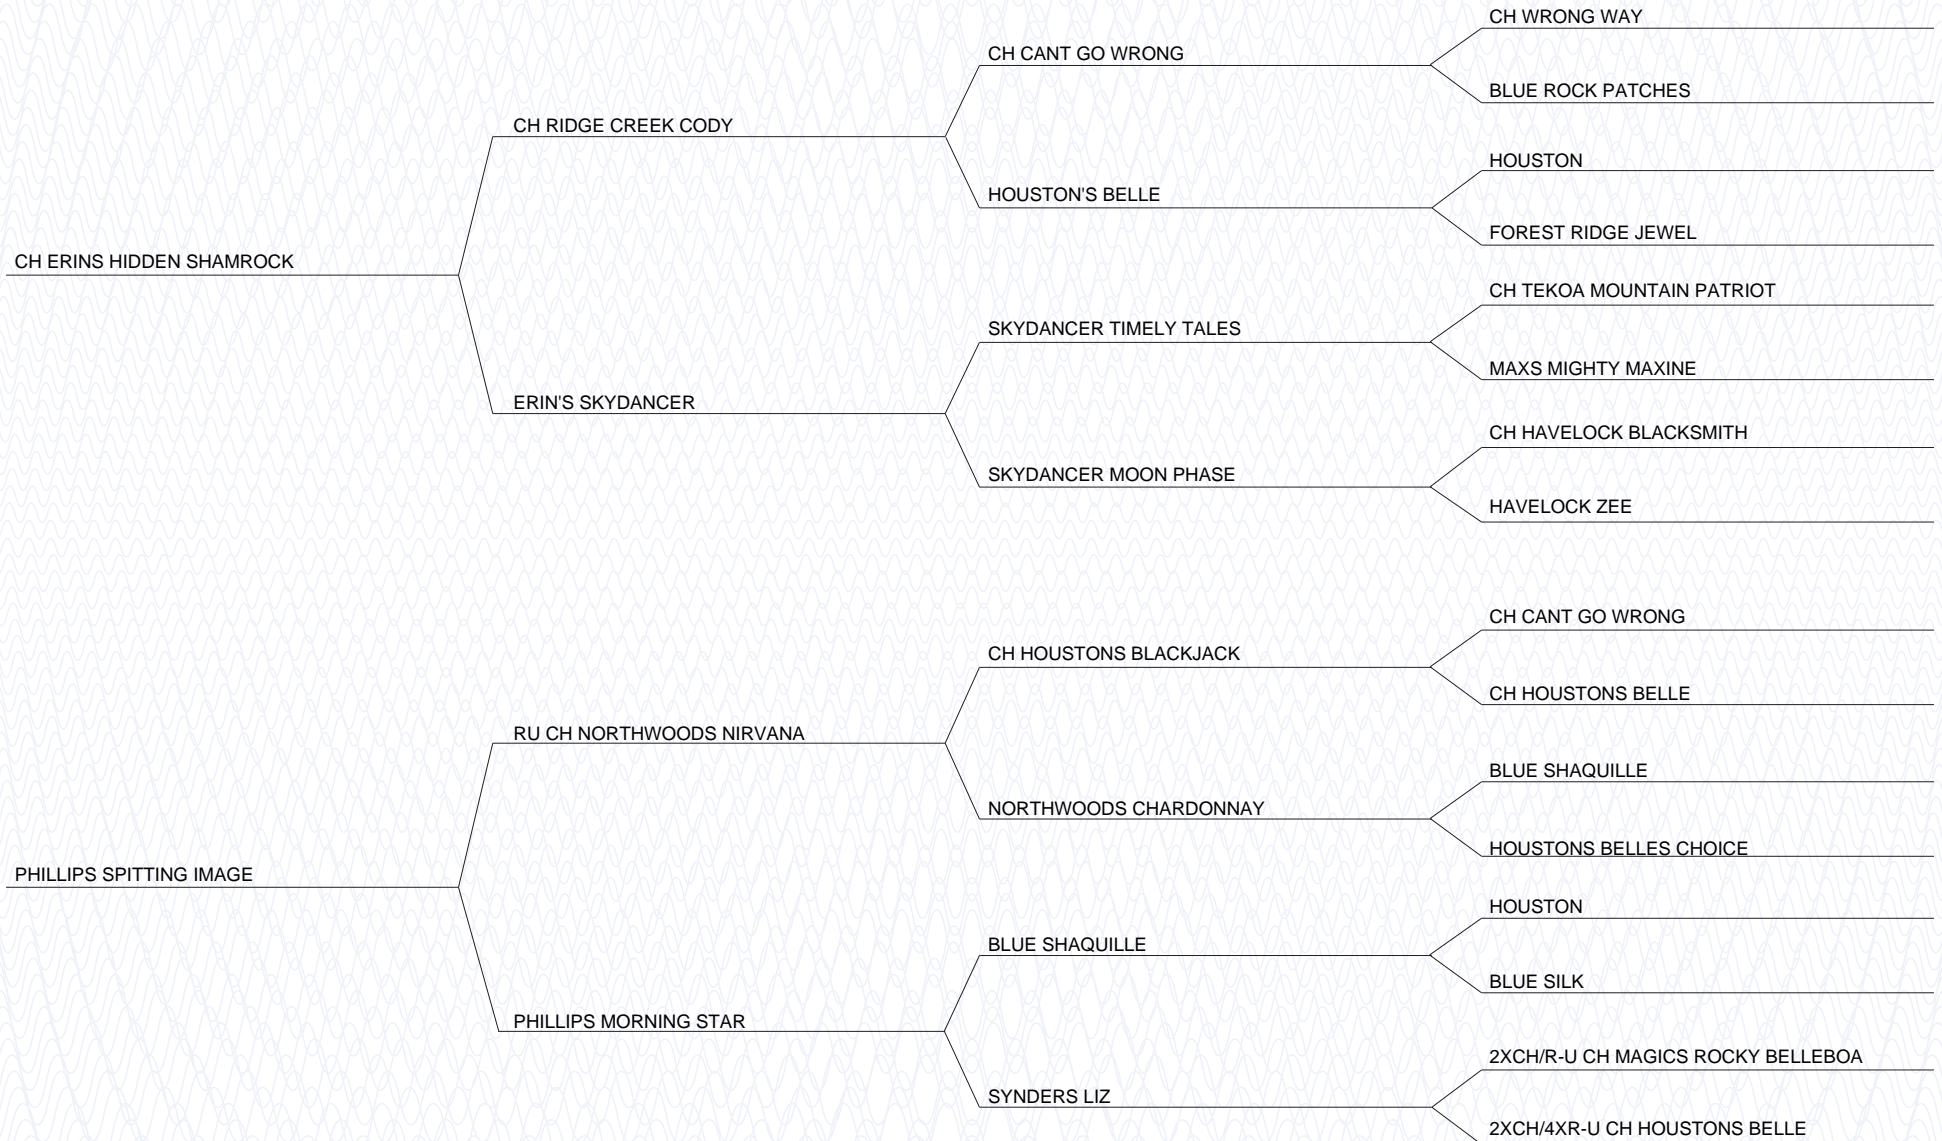 CH WRONG WAY
CH CANT GO WRONG
BLUE ROCK PATCHES
CH RIDGE CREEK CODY
HOUSTON
HOUSTON'S BELLE
FOREST RIDGE JEWEL
CH ERINS HIDDEN SHAMROCK
CH TEKOA MOUNTAIN PATRIOT
SKYDANCER TIMELY TALES
MAXS MIGHTY MAXINE
ERIN'S SKYDANCER
CH HAVELOCK BLACKSMITH
SKYDANCER MOON PHASE
HAVELOCK ZEE
CH CANT GO WRONG
CH HOUSTONS BLACKJACK
CH HOUSTONS BELLE
RU CH NORTHWOODS NIRVANA
BLUE SHAQUILLE
NORTHWOODS CHARDONNAY
HOUSTONS BELLES CHOICE
PHILLIPS SPITTING IMAGE
HOUSTON
BLUE SHAQUILLE
BLUE SILK
PHILLIPS MORNING STAR
2XCH/R-U CH MAGICS ROCKY BELLEBOA
SYNDERS LIZ
2XCH/4XR-U CH HOUSTONS BELLE